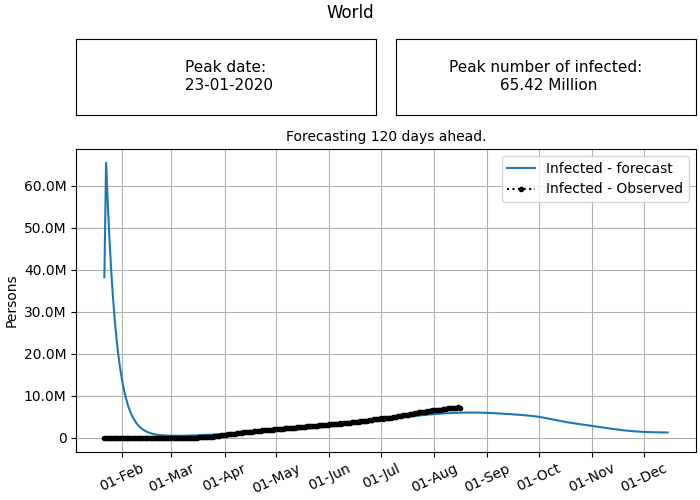 World
Peak date:
23-01-2020
Peak number of infected:
65.42 Million
Forecasting 120 days ahead.
Infected - forecast
Infected - Observed
Persons
60.0M
50.0M
40.0M
30.0M
20.0M
10.0M
0
01-Feb
01-Mar
01-Apr
01-May
01-Jun
01-Jul
01-Aug
01-Sep
01-Oct
01-Nov
01-Dec